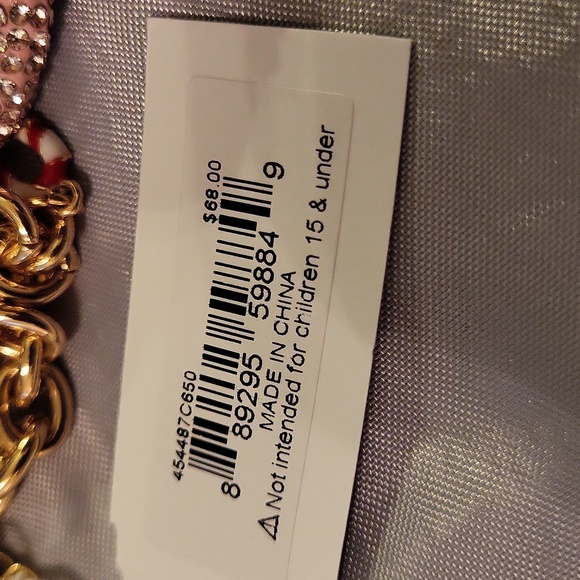 454487C650 $68.00
8 89295 59884 9
MADE IN CHINA
⚠Not intended for children 15 & under